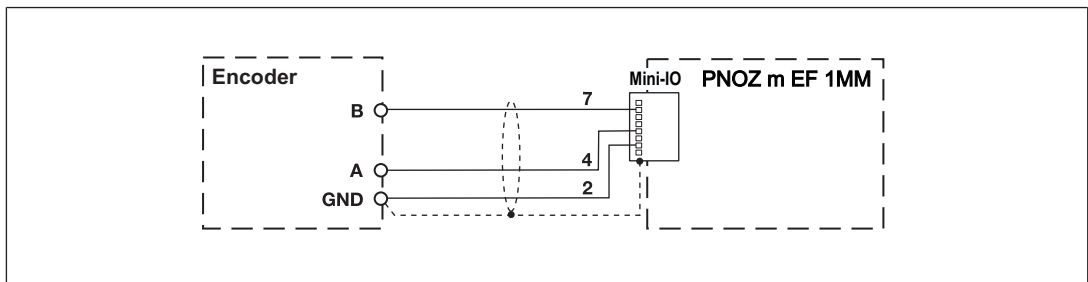 Encoder
Mini-IO
PNOZ m EF 1MM
B
7
A
4
GND
2